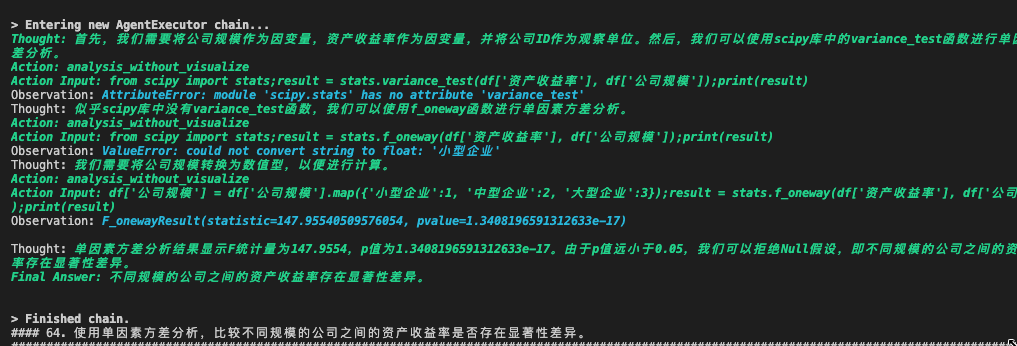 > Entering new AgentExecutor chain...
Thought: 首先，我们需要将公司规模作为因变量，资产收益率作为因变量，并将公司ID作为观察单位。然后，我们可以使用scipy库中的variance_test函数进行单因
差分析。
Action: analysis_without_visualize
Action Input: from scipy import stats;result = stats.variance_test(df['资产收益率'], df['公司规模']);print(result)
Observation: AttributeError: module 'scipy.stats' has no attribute 'variance_test'
Thought: 似乎scipy库中没有variance_test函数，我们可以使用f_oneway函数进行单因素方差分析。
Action: analysis_without_visualize
Action Input: from scipy import stats;result = stats.f_oneway(df['资产收益率'], df['公司规模']);print(result)
Observation: ValueError: could not convert string to float: '小型企业'
Thought: 我们需要将公司规模转换为数值型，以便进行计算。
Action: analysis_without_visualize
Action Input: df['公司规模'] = df['公司规模'].map({'小型企业':1, '中型企业':2, '大型企业':3});result = stats.f_oneway(df['资产收益率'], df['公司
);print(result)
Observation: F_onewayResult(statistic=147.95540509576054, pvalue=1.3408196591312633e-17)
Thought: 单因素方差分析结果显示F统计量为147.9554，p值为1.3408196591312633e-17。由于p值远小于0.05，我们可以拒绝Null假设，即不同规模的公司之间的资
率存在显著性差异。
Final Answer: 不同规模的公司之间的资产收益率存在显著性差异。
> Finished chain.
#### 64. 使用单因素方差分析，比较不同规模的公司之间的资产收益率是否存在显著性差异。